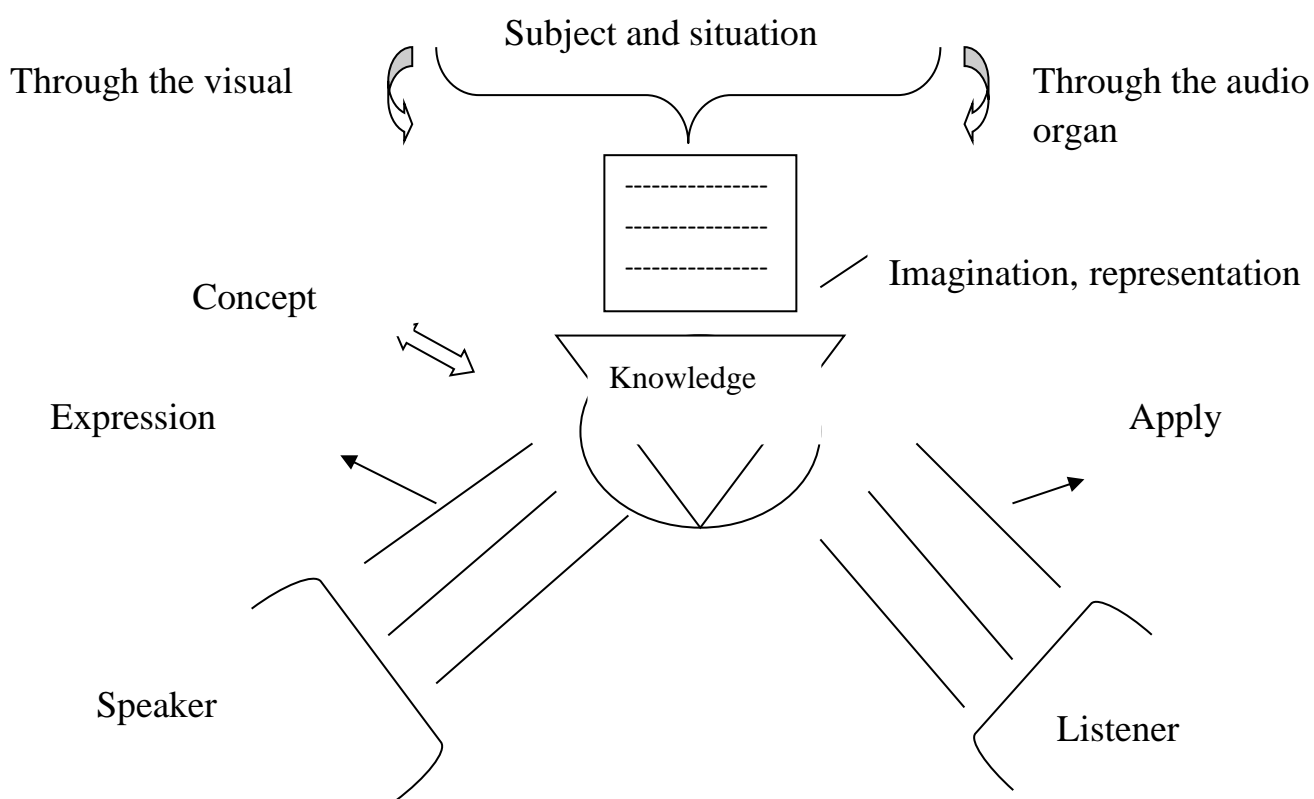 Subject and situation
Through the visual
Through the audio
organ
Imagination, representation
Concept
Knowledge
Expression
Apply
Speaker
Listener